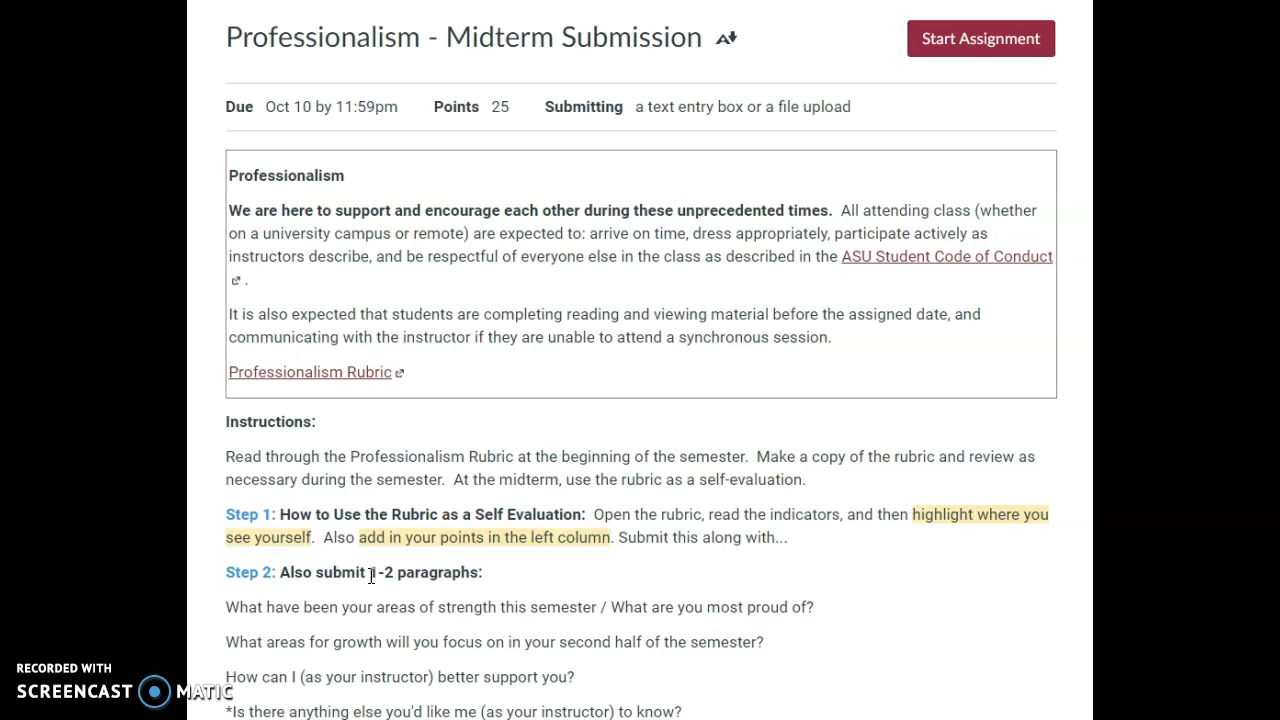 Professionalism - Midterm Submission
Start Assignment
Due Oct 10 by 11:59pm Points 25 Submitting a text entry box or a file upload
Professionalism
We are here to support and encourage each other during these unprecedented times. All attending class (whether
on a university campus or remote) are expected to: arrive on time, dress appropriately, participate actively as
instructors describe, and be respectful of everyone else in the class as described in the ASU Student Code of Conduct
.
It is also expected that students are completing reading and viewing material before the assigned date, and
communicating with the instructor if they are unable to attend a synchronous session.
Professionalism Rubric
Instructions:
Read through the Professionalism Rubric at the beginning of the semester. Make a copy of the rubric and review as
necessary during the semester. At the midterm, use the rubric as a self-evaluation.
Step 1: How to Use the Rubric as a Self Evaluation: Open the rubric, read the indicators, and then highlight where you
see yourself. Also add in your points in the left column. Submit this along with...
Step 2: Also submit 1-2 paragraphs:
What have been your areas of strength this semester / What are you most proud of?
What areas for growth will you focus on in your second half of the semester?
How can I (as your instructor) better support you?
*Is there anything else you'd like me (as your instructor) to know?
RECORDED WITH
SCREENCAST MATIC